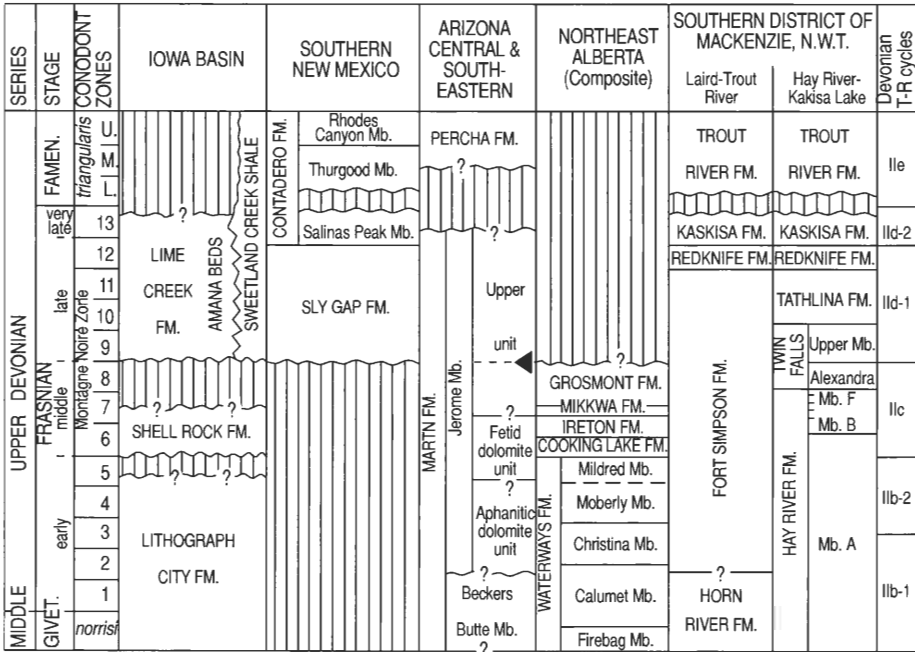 SERIES
STAGE
CONODONT
ZONES
IOWA BASIN
SOUTHERN
NEW MEXICO
ARIZONA
CENTRAL &
SOUTH-
EASTERN
NORTHEAST
ALBERTA
(Composite)
SOUTHERN DISTRICT OF
MACKENZIE, N.W.T.
Laird-Trout
River
Hay River-
Kakisa Lake
Devonian
T-R cycles
UPPER DEVONIAN
MIDDLE
FAMEN.
FRASNIAN
very
late
late
middle
early
GIVET.
triangularis
U.
M.
L.
Montagne Noire Zone
13
12
11
10
9
8
7
6
5
4
3
2
1
norrisi
?
LIME
CREEK
FM.
AMANA BEDS
SWEETLAND CREEK SHALE
? ?
SHELL ROCK FM.
? ?
LITHOGRAPH
CITY FM.
CONTADERO FM.
Rhodes
Canyon Mb.
Thurgood Mb.
Salinas Peak Mb.
SLY GAP FM.
PERCHA FM.
?
?
MARTN FM.
Jerome Mb.
Upper
unit
?
Fetid
dolomite
unit
?
Aphanitic
dolomite
unit
?
Beckers
Butte Mb.
?
?
GROSMONT FM.
MIKKWA FM.
IRETON FM.
COOKING LAKE FM.
WATERWAYS FM.
Mildred Mb.
Moberly Mb.
Christina Mb.
Calumet Mb.
Firebag Mb.
TROUT
RIVER FM.
KASKISA FM.
REDKNIFE FM.
FORT SIMPSON FM.
?
HORN
RIVER FM.
TROUT
RIVER FM.
KASKISA FM.
REDKNIFE FM.
TATHLINA FM.
TWIN
FALLS
Upper Mb.
Alexandra
HAY RIVER FM.
Mb. F
Mb. B
Mb. A
IIe
IId-2
IId-1
IIc
IIb-2
IIb-1